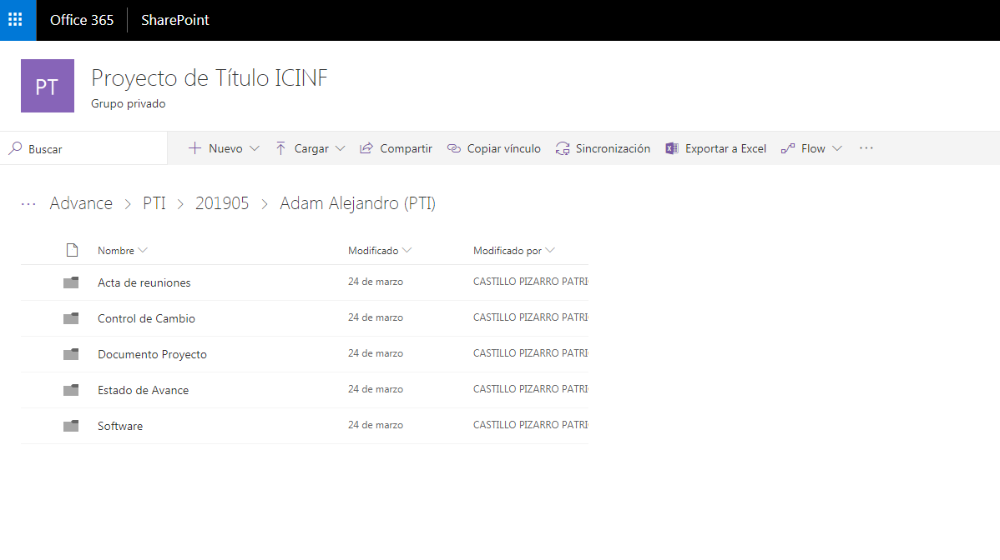 Office 365 SharePoint
PT
Proyecto de Título ICINF
Grupo privado
Buscar Nuevo Cargar Compartir Copiar vínculo Sincronización Exportar a Excel Flow ...
... Advance > PTI > 201905 > Adam Alejandro (PTI)
Nombre Modificado Modificado por
Acta de reuniones 24 de marzo CASTILLO PIZARRO PATRI
Control de Cambio 24 de marzo CASTILLO PIZARRO PATRI
Documento Proyecto 24 de marzo CASTILLO PIZARRO PATRI
Estado de Avance 24 de marzo CASTILLO PIZARRO PATRI
Software 24 de marzo CASTILLO PIZARRO PATRI